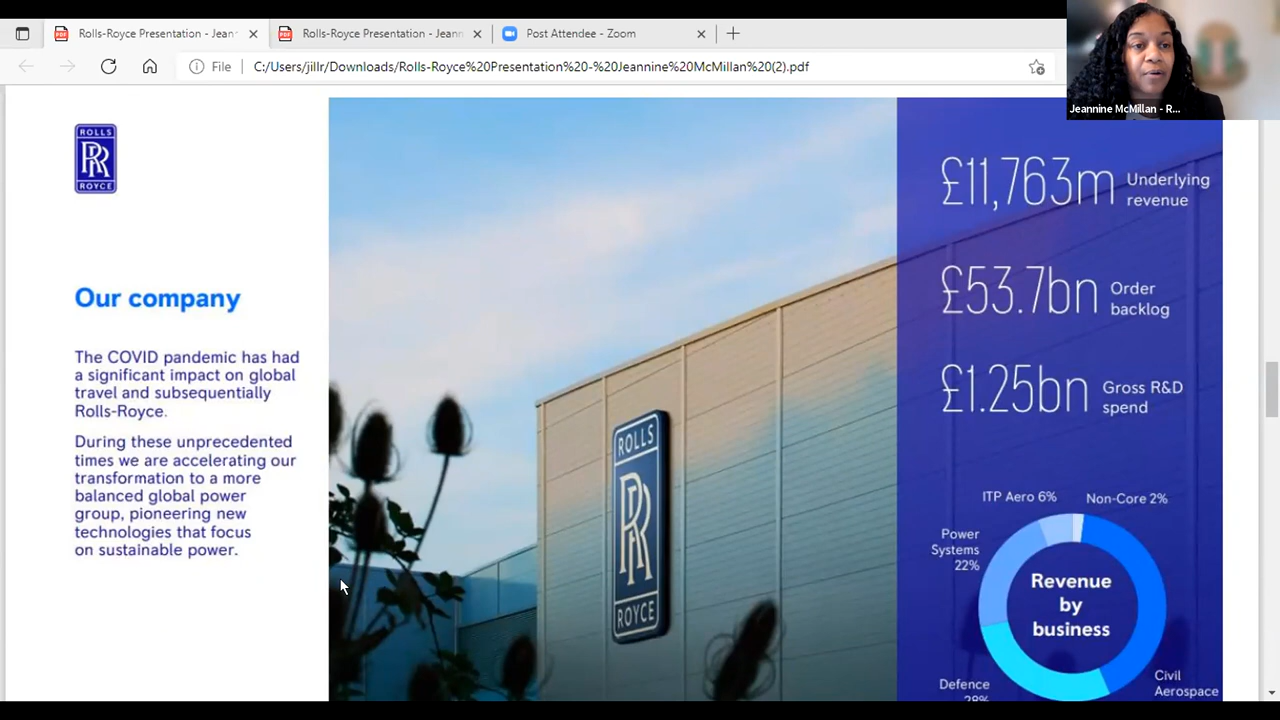 Rolls-Royce Presentation - Jean
Rolls-Royce Presentation - Jeann
Post Attendee - Zoom
File
C:/Users/jillr/Downloads/Rolls-Royce%20Presentation%20-%20Jeannine%20McMillan%20(2).pdf
Jeannine McMillan - R...
ROLLS
RR
ROYCE
Our company
The COVID pandemic has had
a significant impact on global
travel and subsequentially
Rolls-Royce.
During these unprecedented
times we are accelerating our
transformation to a more
balanced global power
group, pioneering new
technologies that focus
on sustainable power.
ROLLS
RR
ROYCE
£11,763m Underlying
revenue
£53.7bn Order
backlog
£1.25bn Gross R&D
spend
ITP Aero 6%
Non-Core 2%
Power
Systems
22%
Revenue
by
business
Defence
28%
Civil
Aerospace